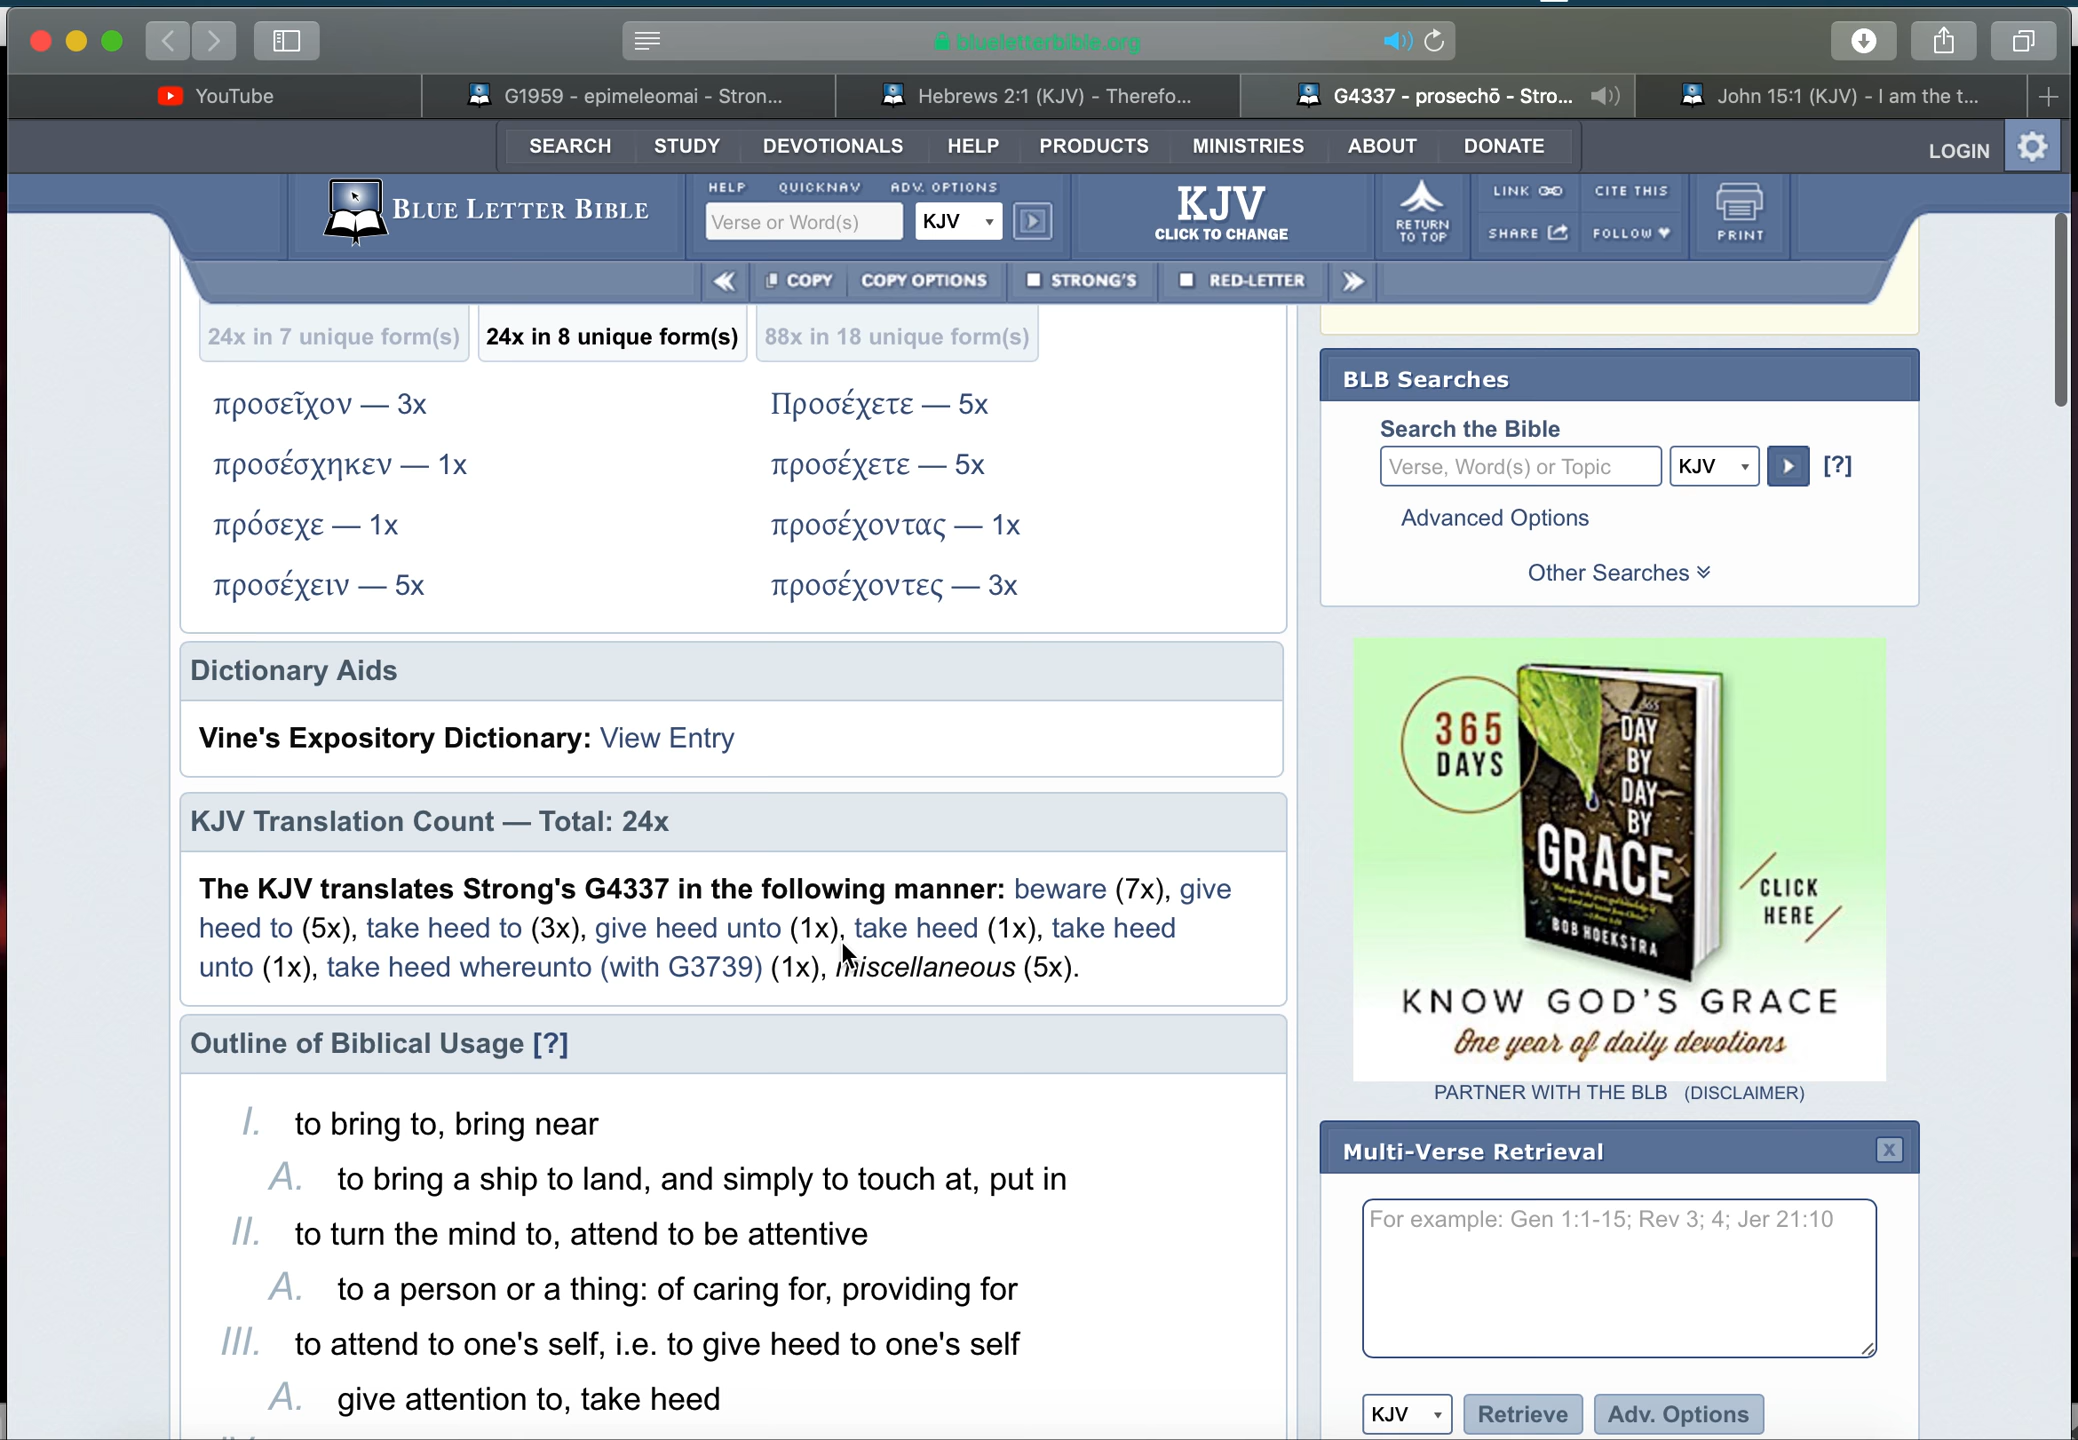 blueletterbible.org
YouTube
G1959 - epimeleomai - Stron...
Hebrews 2:1 (KJV) - Therefo...
G4337 - prosechō - Stro...
John 15:1 (KJV) - I am the t...
SEARCH STUDY DEVOTIONALS HELP PRODUCTS MINISTRIES ABOUT DONATE
LOGIN
BLUE LETTER BIBLE
HELP QUICKNAV ADV. OPTIONS
Verse or Word(s) KJV
KJV
CLICK TO CHANGE
RETURN
TO TOP
LINK CITE THIS
SHARE FOLLOW
PRINT
COPY COPY OPTIONS STRONG'S RED-LETTER
24x in 7 unique form(s) 24x in 8 unique form(s) 88x in 18 unique form(s)
προσεῖχον — 3x Προσέχετε — 5x
προσέσχηκεν — 1x προσέχετε — 5x
πρόσεχε — 1x προσέχοντας — 1x
προσέχειν — 5x προσέχοντες — 3x
Dictionary Aids
Vine's Expository Dictionary: View Entry
KJV Translation Count — Total: 24x
The KJV translates Strong's G4337 in the following manner: beware (7x), give
heed to (5x), take heed to (3x), give heed unto (1x), take heed (1x), take heed
unto (1x), take heed whereunto (with G3739) (1x), miscellaneous (5x).
Outline of Biblical Usage [?]
I. to bring to, bring near
A. to bring a ship to land, and simply to touch at, put in
II. to turn the mind to, attend to be attentive
A. to a person or a thing: of caring for, providing for
III. to attend to one's self, i.e. to give heed to one's self
A. give attention to, take heed
BLB Searches
Search the Bible
Verse, Word(s) or Topic KJV [?]
Advanced Options
Other Searches
365
DAYS
365
DAY
BY
DAY
BY
GRACE
BOB HOEKSTRA
CLICK
HERE
KNOW GOD'S GRACE
One year of daily devotions
PARTNER WITH THE BLB (DISCLAIMER)
Multi-Verse Retrieval X
For example: Gen 1:1-15; Rev 3; 4; Jer 21:10
KJV Retrieve Adv. Options